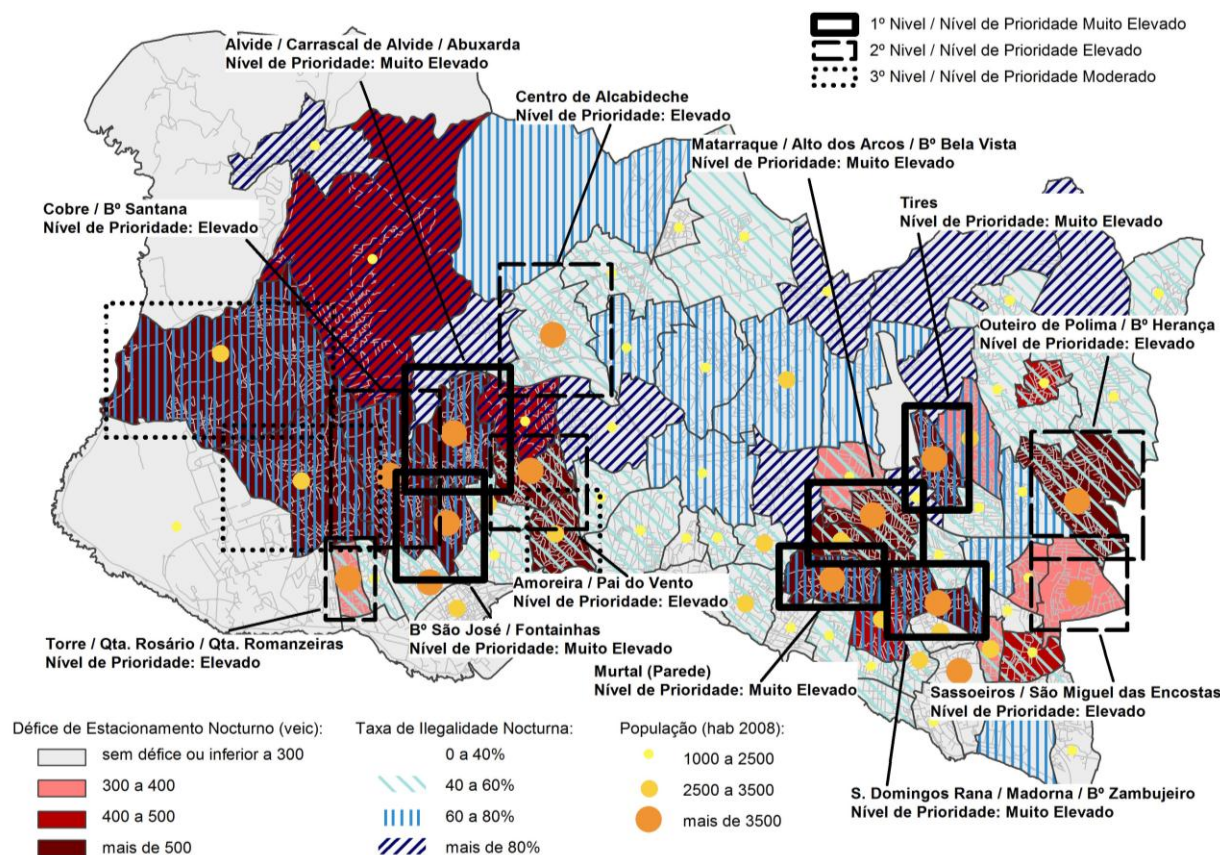 1º Nivel / Nível de Prioridade Muito Elevado
2º Nivel / Nível de Prioridade Elevado
3º Nivel / Nível de Prioridade Moderado
Alvide / Carrascal de Alvide / Abuxarda
Nível de Prioridade: Muito Elevado
Centro de Alcabideche
Nível de Prioridade: Elevado
Matarraque / Alto dos Arcos / Bº Bela Vista
Nível de Prioridade: Muito Elevado
Cobre / Bº Santana
Nível de Prioridade: Elevado
Tires
Nível de Prioridade: Muito Elevado
Outeiro de Polima / Bº Herança
Nível de Prioridade: Elevado
Amoreira / Pai do Vento
Nível de Prioridade: Elevado
Torre / Qta. Rosário / Qta. Romanzeiras
Nível de Prioridade: Elevado
Bº São José / Fontainhas
Nível de Prioridade: Muito Elevado
Murtal (Parede)
Nível de Prioridade: Muito Elevado
Sassoeiros / São Miguel das Encostas
Nível de Prioridade: Elevado
S. Domingos Rana / Madorna / Bº Zambujeiro
Nível de Prioridade: Muito Elevado
Défice de Estacionamento Nocturno (veic):
sem défice ou inferior a 300
300 a 400
400 a 500
mais de 500
Taxa de Ilegalidade Nocturna:
0 a 40%
40 a 60%
60 a 80%
mais de 80%
População (hab 2008):
1000 a 2500
2500 a 3500
mais de 3500